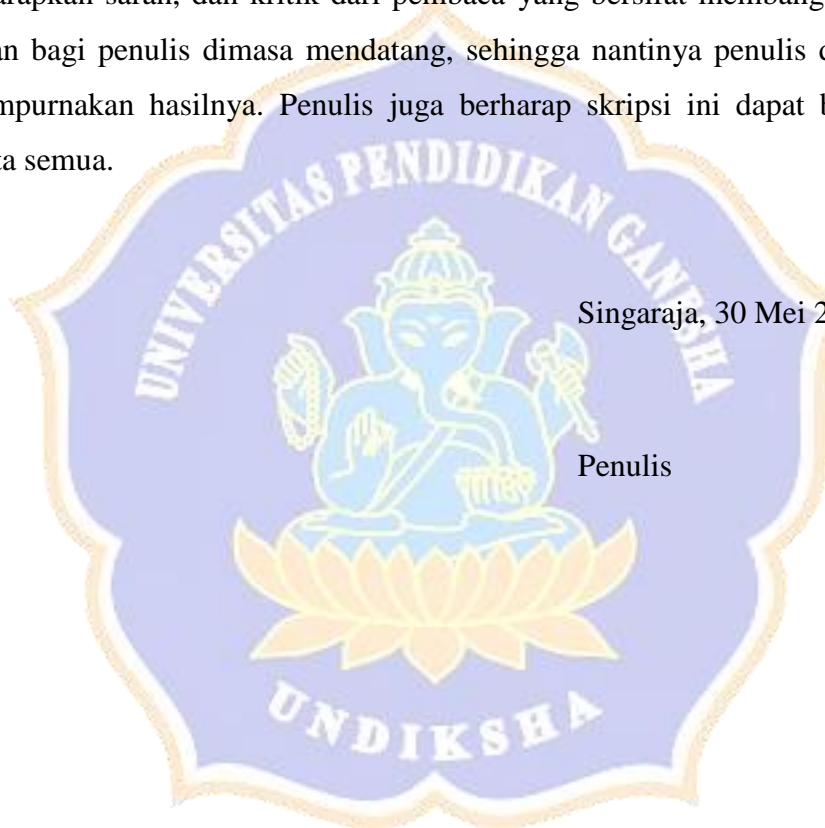 arapkan saran, dan kritik dari pembaca yang bersifat membang
an bagi penulis dimasa mendatang, sehingga nantinya penulis d
mpurnakan hasilnya. Penulis juga berharap skripsi ini dapat b
ta semua.
UNIVERSITAS PENDIDIKAN GANESHA
Singaraja, 30 Mei 2
Penulis
UNDIKSHA